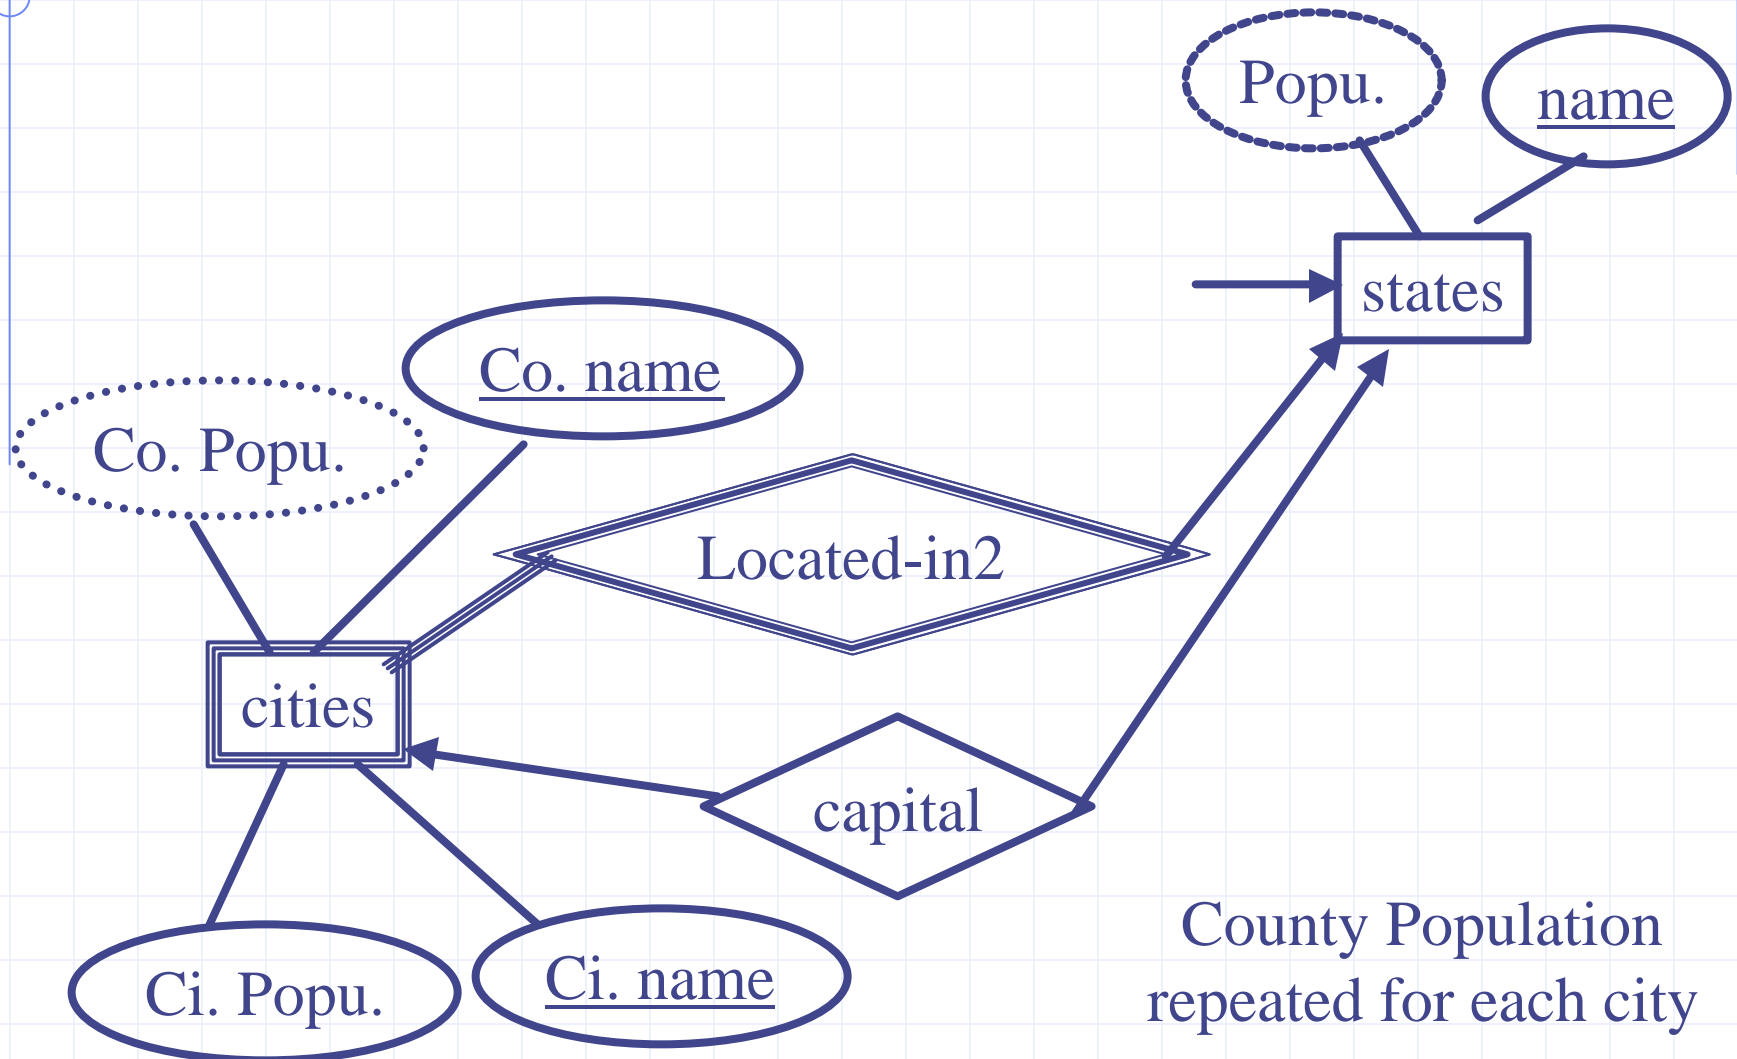 Popu.
name
states
Co. name
Co. Popu.
Located-in2
cities
capital
Ci. Popu.
Ci. name
County Population
repeated for each city